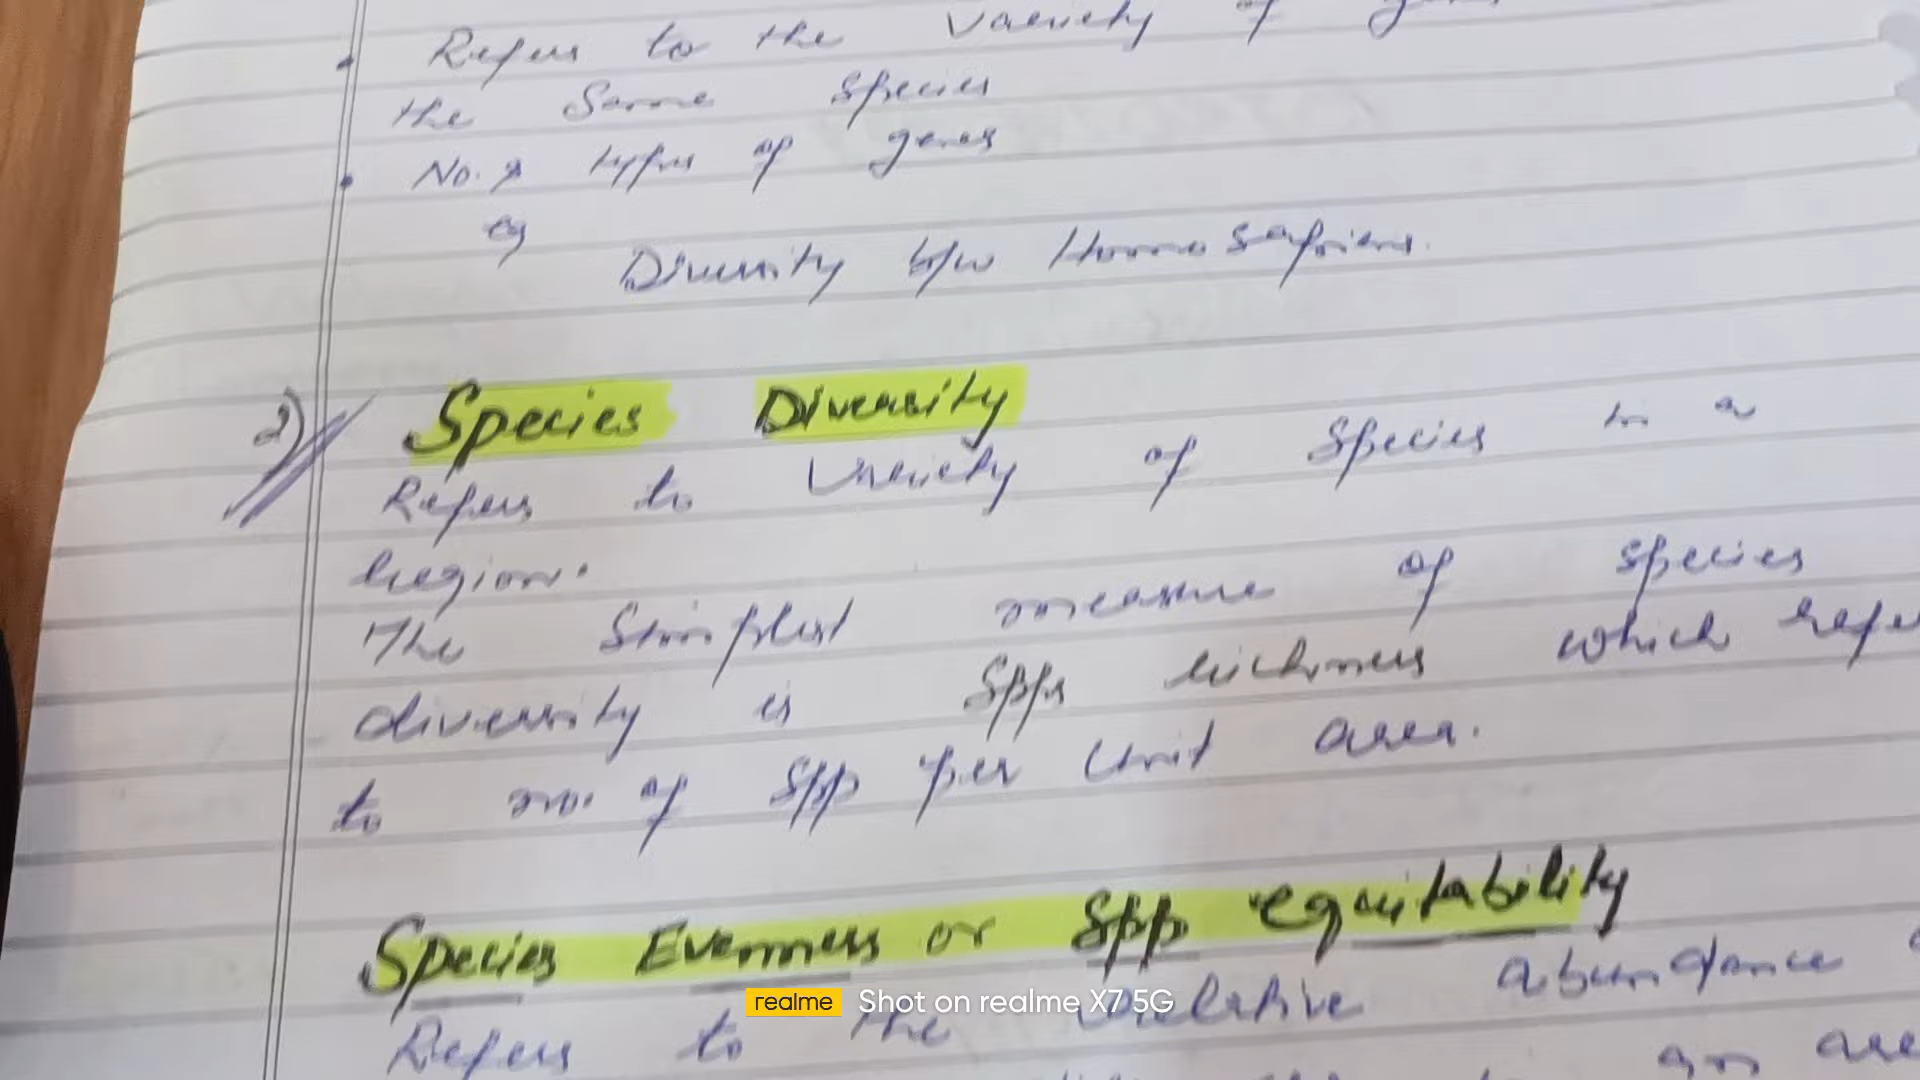 Refers to the Variety of
the Same Species
No. & types of genes
eg
Diversity b/w Homo sapiens.
2) Species Diversity
Refers to Variety of Species in a
region.
The Simplest measure of species
diversity is Spps richness which refe
to no. of Spp per Unit area.
Species Evenness or Spp equitability
Refers to the relative abundance
an are
realme Shot on realme X7 5G